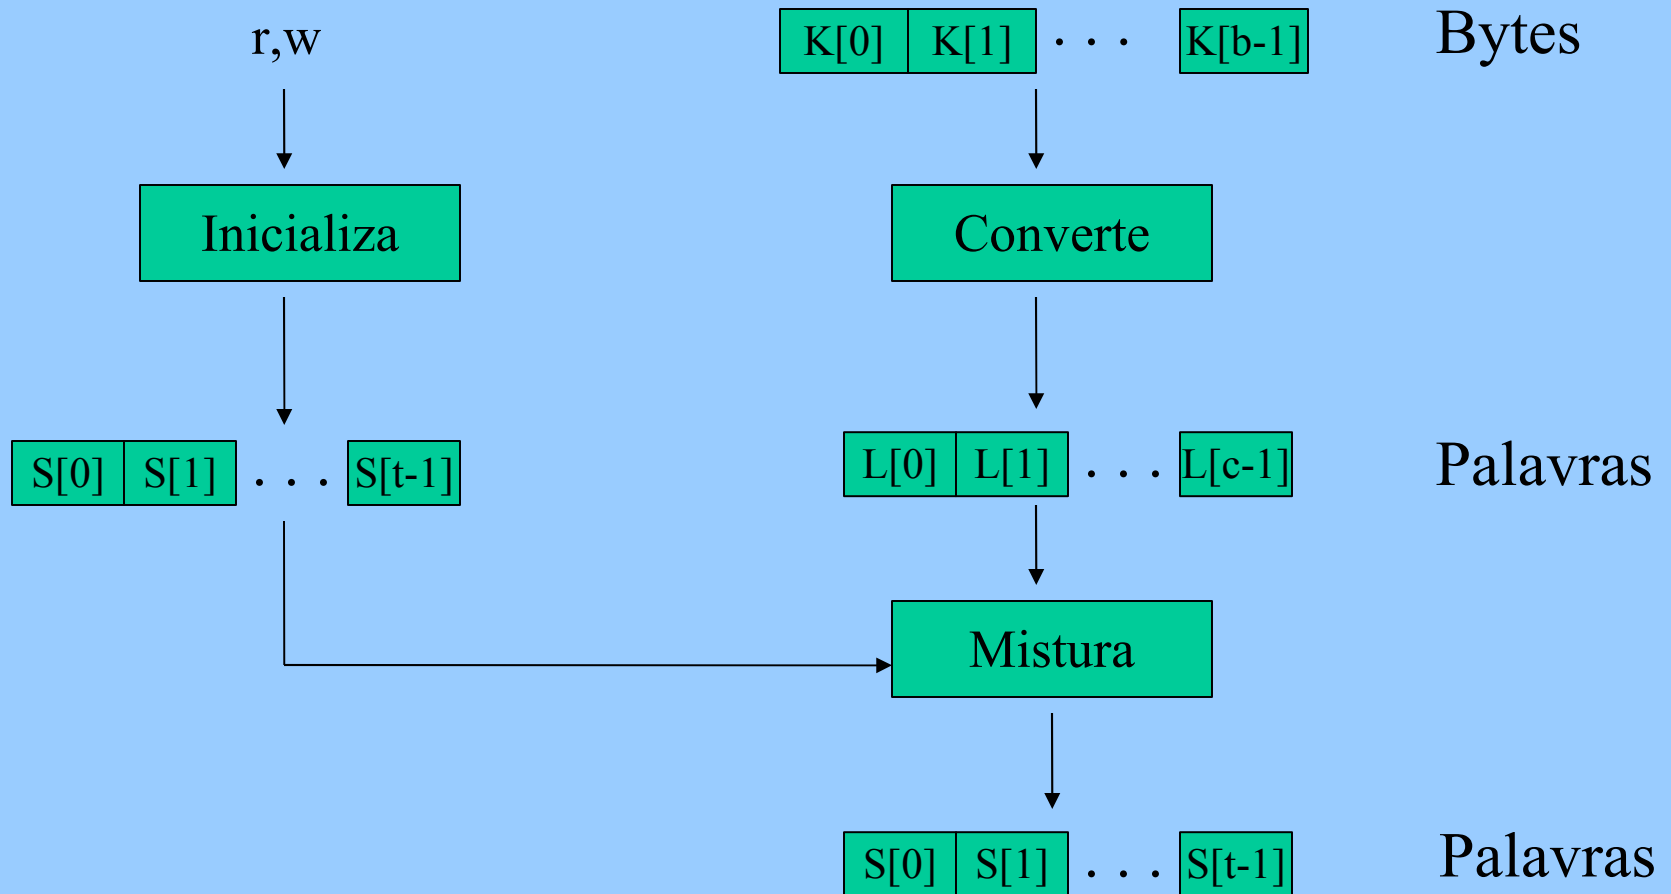 r,w K[0] K[1] . . . K[b-1] Bytes
Inicializa Converte
S[0] S[1] . . . S[t-1] L[0] L[1] . . . L[c-1] Palavras
Mistura
S[0] S[1] . . . S[t-1] Palavras